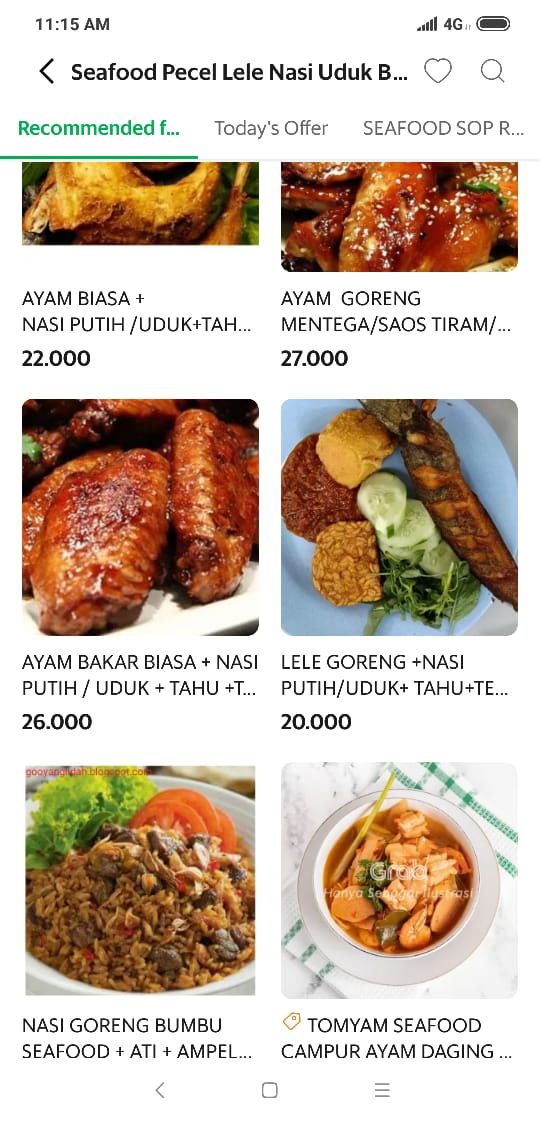 11:15 AM
4G
Seafood Pecel Lele Nasi Uduk B...
Recommended f...
Today's Offer
SEAFOOD SOP R...
AYAM BIASA +
NASI PUTIH /UDUK+TAH...
22.000
AYAM GORENG
MENTEGA/SAOS TIRAM/...
27.000
AYAM BAKAR BIASA + NASI
PUTIH / UDUK + TAHU +T...
26.000
LELE GORENG +NASI
PUTIH/UDUK+ TAHU+TE...
20.000
gooyangildah.blogspot.com
Grab
Hanya Sebagai Ilustrasi
NASI GORENG BUMBU
SEAFOOD + ATI + AMPEL...
TOMYAM SEAFOOD
CAMPUR AYAM DAGING ...